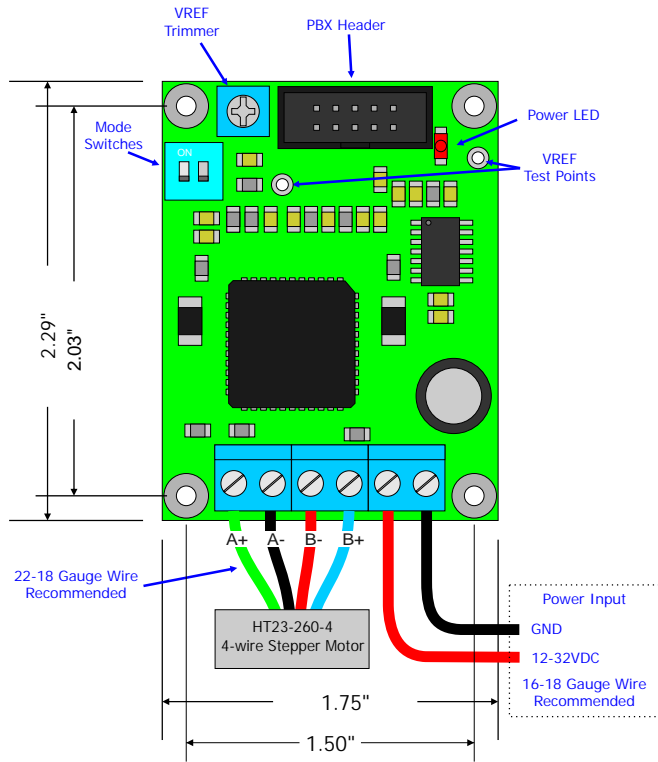 VREF
Trimmer
PBX Header
Power LED
Mode
Switches
ON
VREF
Test Points
2.29"
2.03"
A+ A- B- B+
22-18 Gauge Wire
Recommended
HT23-260-4
4-wire Stepper Motor
Power Input
GND
12-32VDC
16-18 Gauge Wire
Recommended
1.75"
1.50"